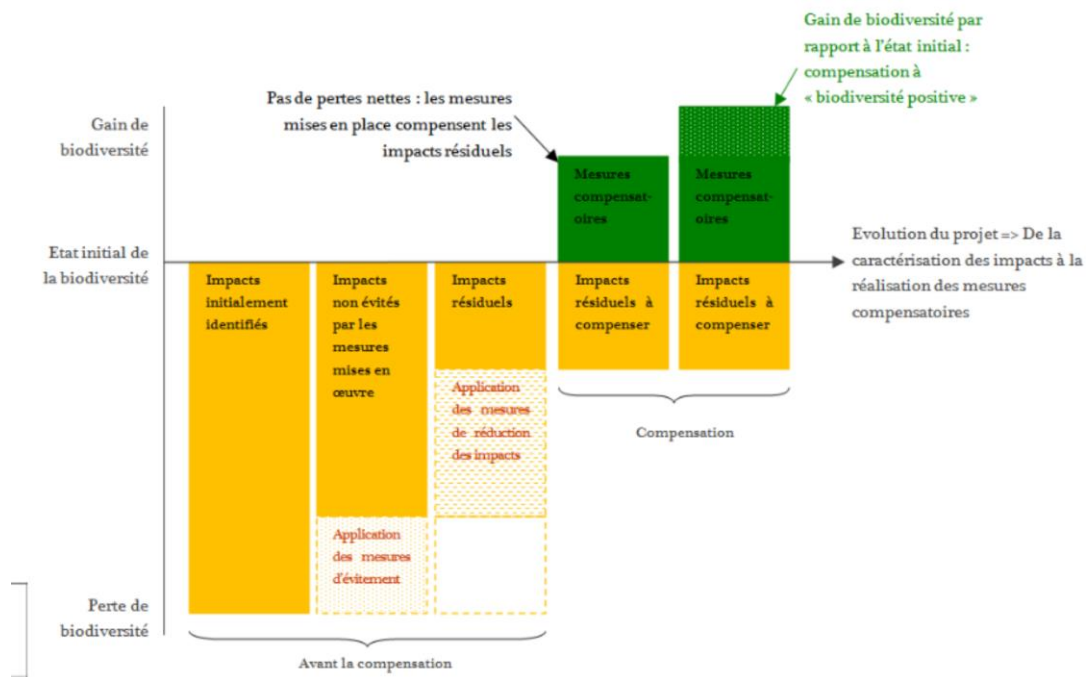 Gain de biodiversité par
rapport à l'état initial :
compensation à
« biodiversité positive »
Pas de pertes nettes : les mesures
mises en place compensent les
impacts résiduels
Gain de
biodiversité
Mesures
compensat-
oires
Mesures
compensat-
oires
Etat initial de
la biodiversité
Evolution du projet => De la
caractérisation des impacts à la
réalisation des mesures
compensatoires
Impacts
initialement
identifiés
Impacts
non évités
par les
mesures
mises en
œuvre
Impacts
résiduels
Impacts
résiduels à
compenser
Impacts
résiduels à
compenser
Application
des mesures
de réduction
des impacts
Compensation
Application
des mesures
d'évitement
Perte de
biodiversité
Avant la compensation